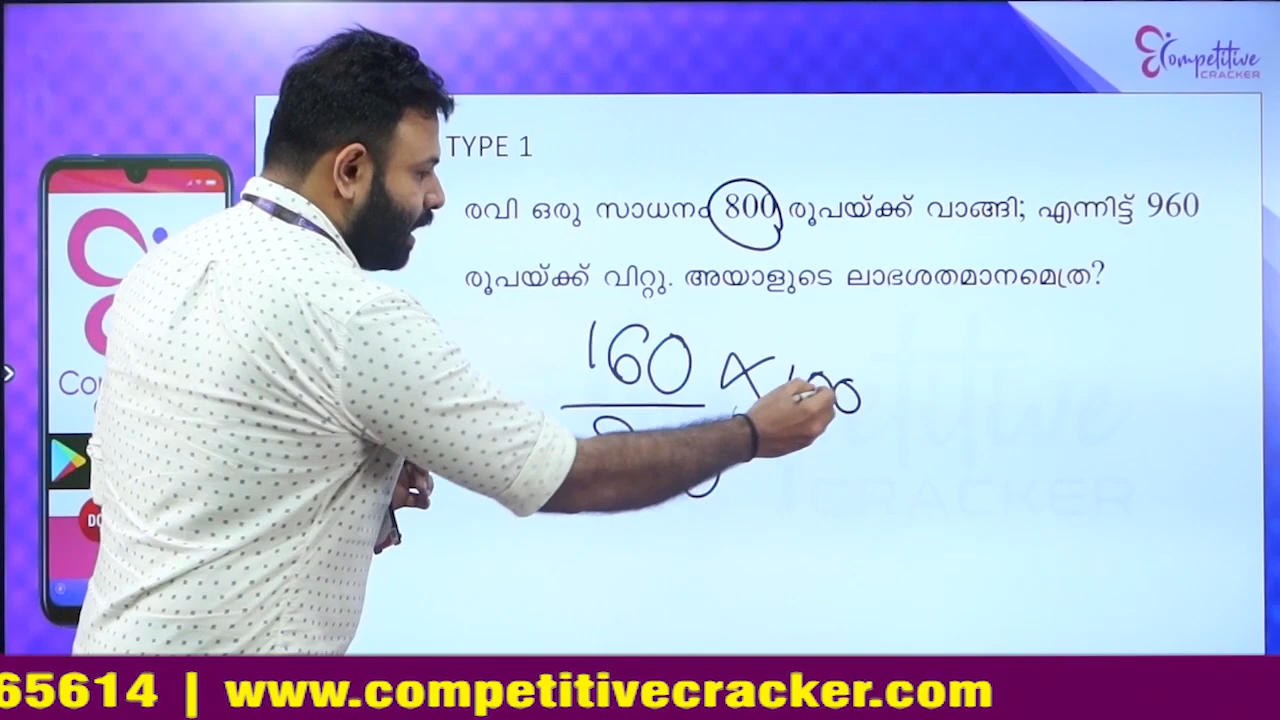 Competitive
CRACKER
TYPE 1
രവി ഒരു സാധനം 800 രൂപയ്ക്ക് വാങ്ങി; എന്നിട്ട് 960
രൂപയ്ക്ക് വിറ്റു. അയാളുടെ ലാഭശതമാനമെത്ര?
160 × 100
65614 | www.competitivecracker.com